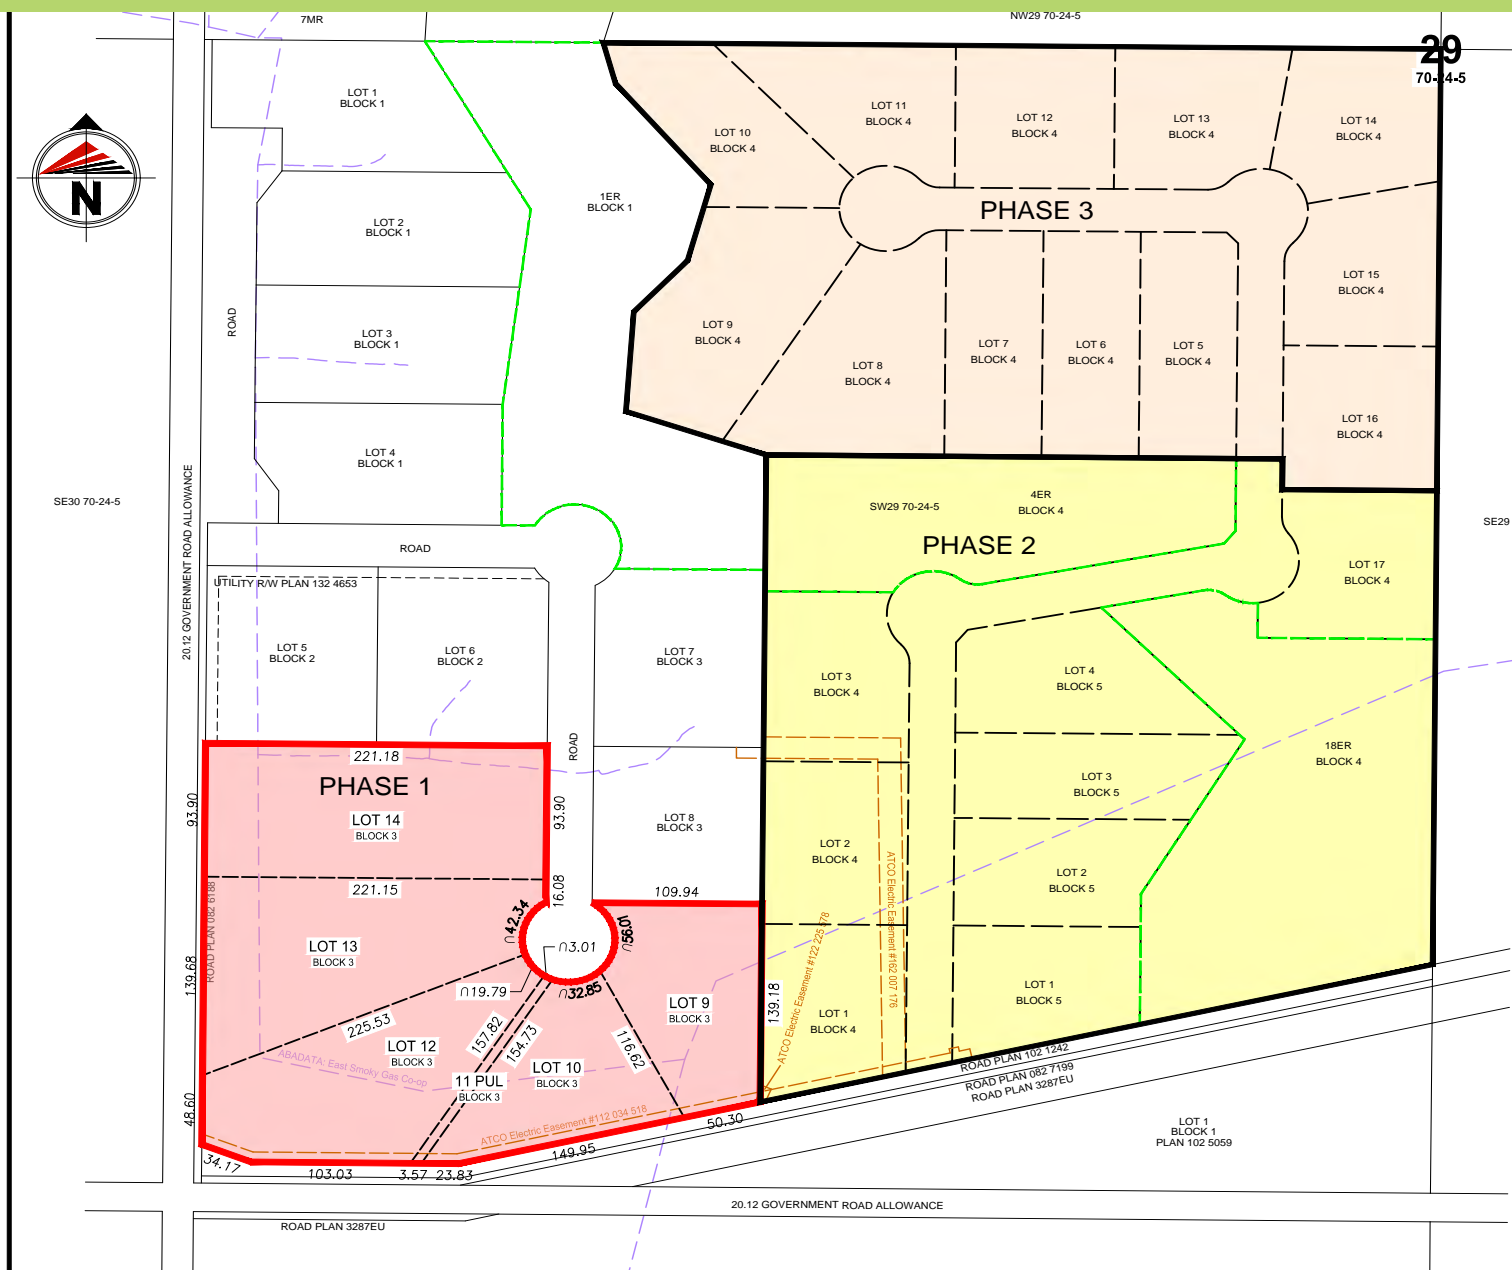 7MR
NW29 70-24-5
29
70-24-5
LOT 1
BLOCK 1
LOT 10
BLOCK 4
LOT 11
BLOCK 4
LOT 12
BLOCK 4
LOT 13
BLOCK 4
LOT 14
BLOCK 4
N
1ER
BLOCK 1
PHASE 3
LOT 2
BLOCK 1
LOT 15
BLOCK 4
ROAD
LOT 3
BLOCK 1
LOT 9
BLOCK 4
LOT 8
BLOCK 4
LOT 7
BLOCK 4
LOT 6
BLOCK 4
LOT 5
BLOCK 4
LOT 16
BLOCK 4
LOT 4
BLOCK 1
SE30 70-24-5
20.12 GOVERNMENT ROAD ALLOWANCE
SW29 70-24-5
4ER
BLOCK 4
SE29
ROAD
PHASE 2
LOT 17
BLOCK 4
UTILITY R/W PLAN 132 4653
LOT 5
BLOCK 2
LOT 6
BLOCK 2
LOT 7
BLOCK 3
LOT 3
BLOCK 4
LOT 4
BLOCK 5
ROAD
221.18
PHASE 1
18ER
BLOCK 4
LOT 3
BLOCK 5
93.90
93.90
LOT 14
BLOCK 3
LOT 8
BLOCK 3
LOT 2
BLOCK 4
LOT 2
BLOCK 5
ATCO Electric Easement #162 007 176
221.15
16.08
109.94
ROAD PLAN 082 6188
∩42.34
∩56.01
∩3.01
LOT 13
BLOCK 3
139.68
∩19.79
∩32.85
139.18
ATCO Electric Easement #122 225 578
LOT 9
BLOCK 3
LOT 1
BLOCK 4
LOT 1
BLOCK 5
225.53
157.82
154.73
116.62
LOT 12
BLOCK 3
ABADATA: East Smoky Gas Co-op
LOT 10
BLOCK 3
11 PUL
BLOCK 3
ROAD PLAN 102 1242
ROAD PLAN 082 7199
ROAD PLAN 3287EU
48.60
ATCO Electric Easement #112 034 518
50.30
149.95
LOT 1
BLOCK 1
PLAN 102 5059
34.17
103.03
3.57
23.83
20.12 GOVERNMENT ROAD ALLOWANCE
ROAD PLAN 3287EU